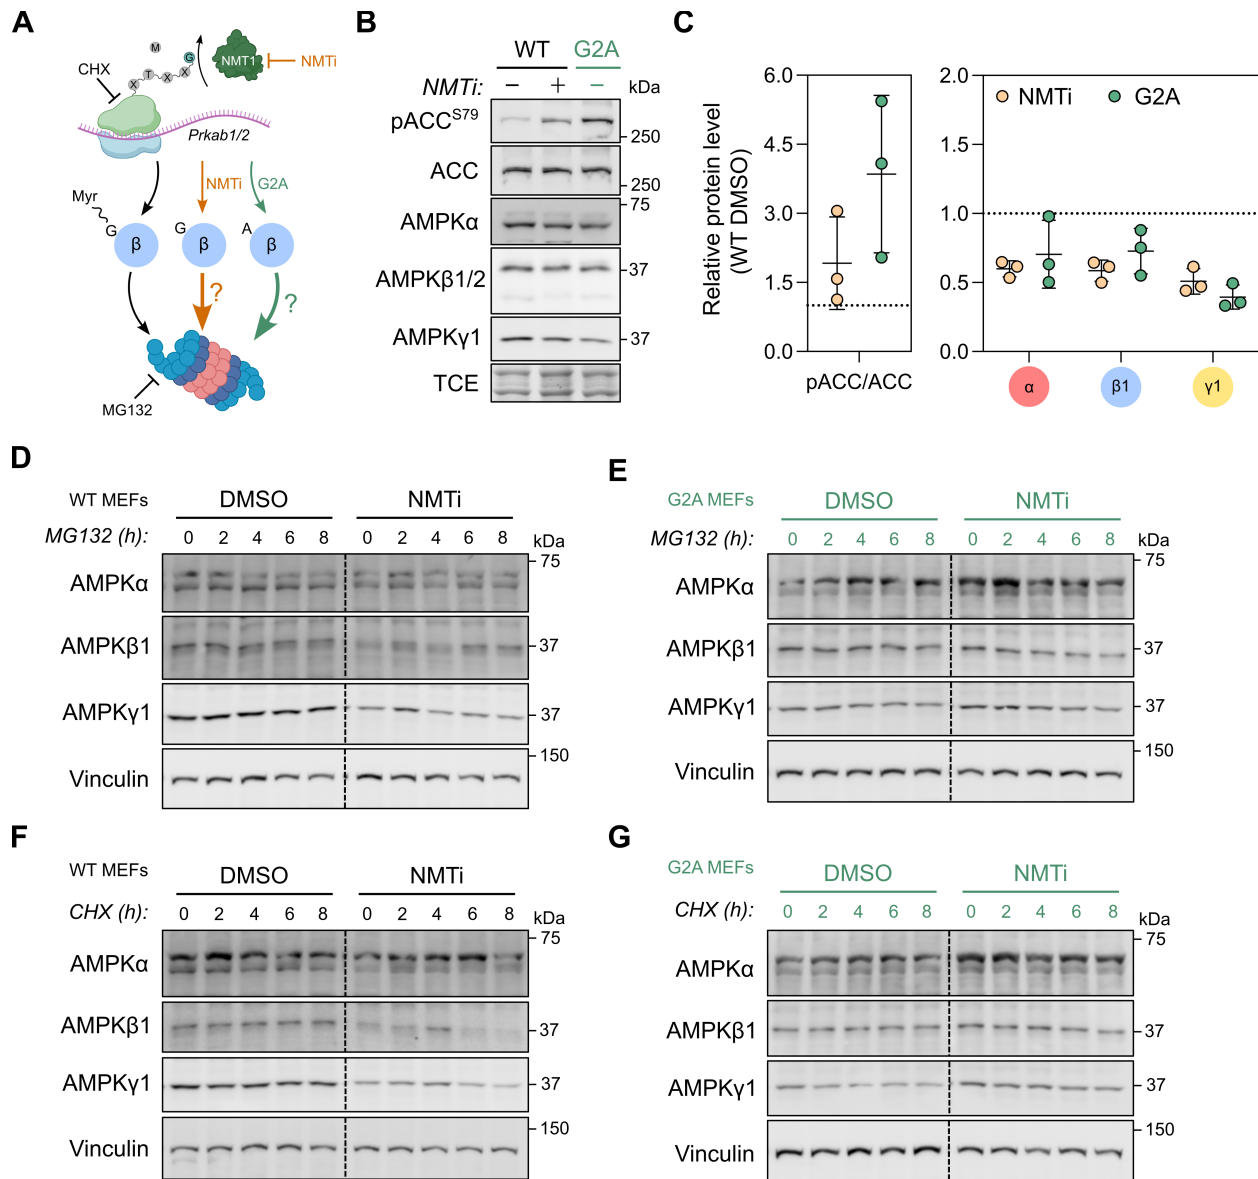 A
CHX
M
G
X T X X
NMT1
NMTi
Prkab1/2
NMTi
G2A
Myr
G
β
G
β
A
β
?
?
MG132
B
WT
G2A
NMTi:
− + −
kDa
pACCS79
250
ACC
250
AMPKα
75
AMPKβ1/2
37
AMPKγ1
37
TCE
C
Relative protein level
(WT DMSO)
6.0
4.5
3.0
1.5
0.0
pACC/ACC
2.0
1.5
1.0
0.5
0.0
NMTi
G2A
α
β1
γ1
D
WT MEFs
DMSO
NMTi
MG132 (h):
0 2 4 6 8 0 2 4 6 8
kDa
AMPKα
75
AMPKβ1
37
AMPKγ1
37
Vinculin
150
E
G2A MEFs
DMSO
NMTi
MG132 (h):
0 2 4 6 8 0 2 4 6 8
kDa
AMPKα
75
AMPKβ1
37
AMPKγ1
37
Vinculin
150
F
WT MEFs
DMSO
NMTi
CHX (h):
0 2 4 6 8 0 2 4 6 8
kDa
AMPKα
75
AMPKβ1
37
AMPKγ1
37
Vinculin
150
G
G2A MEFs
DMSO
NMTi
CHX (h):
0 2 4 6 8 0 2 4 6 8
kDa
AMPKα
75
AMPKβ1
37
AMPKγ1
37
Vinculin
150